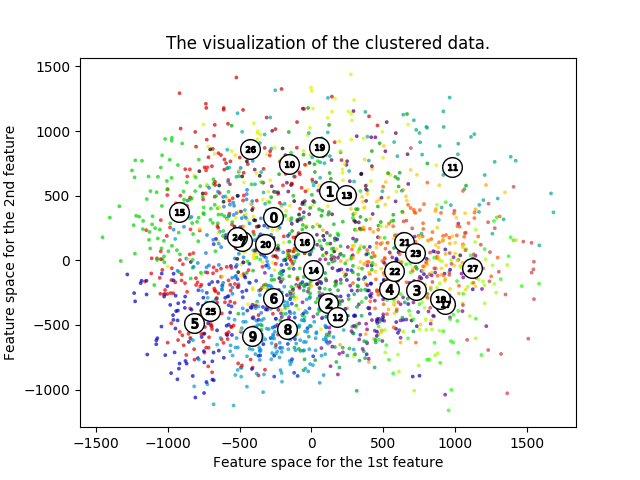 The visualization of the clustered data.
Feature space for the 2nd feature
1500
1000
500
0
−500
−1000
26 19 10 11
1 13
15 0
24 7 20 16 21 23
14 22 27
6 4 3
2 18 17
25 12
5 9 8
−1500 −1000 −500 0 500 1000 1500
Feature space for the 1st feature